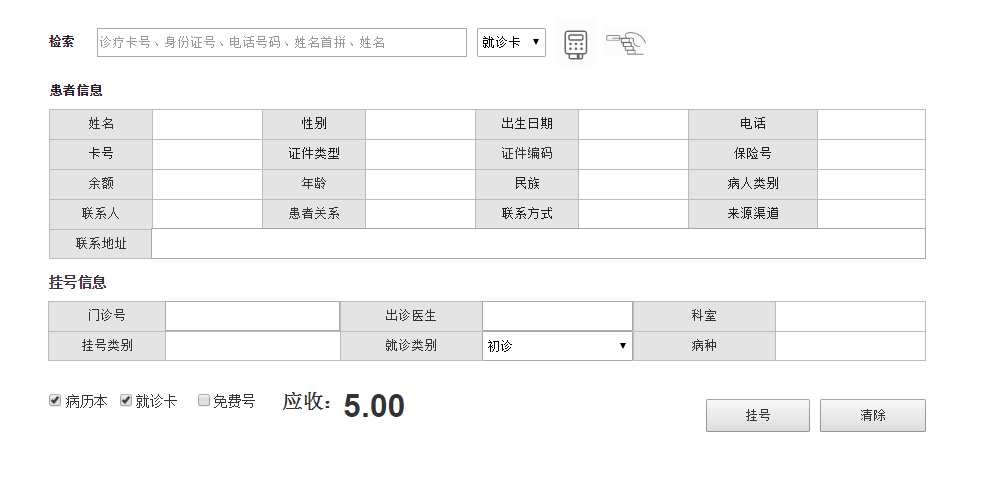 检索 诊疗卡号、身份证号、电话号码、姓名首拼、姓名 就诊卡
患者信息
姓名 性别 出生日期 电话
卡号 证件类型 证件编码 保险号
余额 年龄 民族 病人类别
联系人 患者关系 联系方式 来源渠道
联系地址
挂号信息
门诊号 出诊医生 科室
挂号类别 就诊类别 初诊 病种
病历本 就诊卡 免费号 应收：5.00 挂号 清除